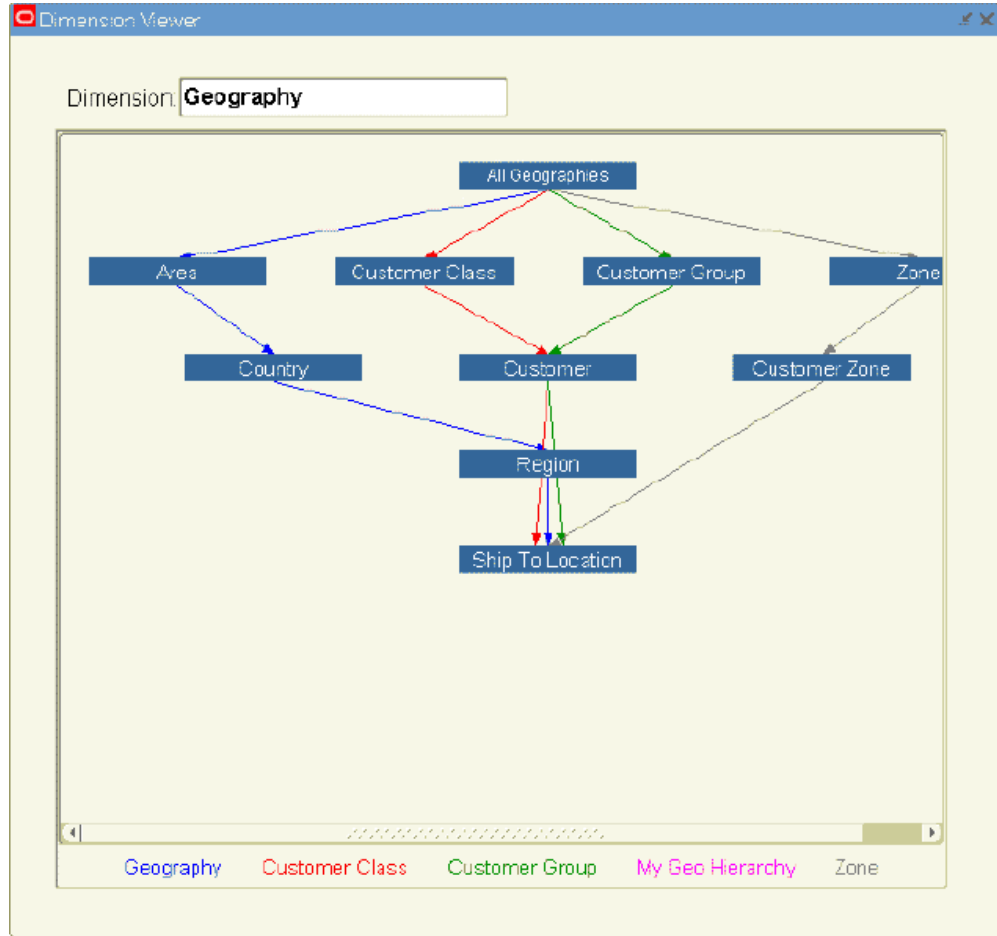 Dimension Viewer
Dimension: Geography
All Geographies
Area Customer Class Customer Group Zone
Country Customer Customer Zone
Region
Ship To Location
Geography Customer Class Customer Group My Geo Hierarchy Zone